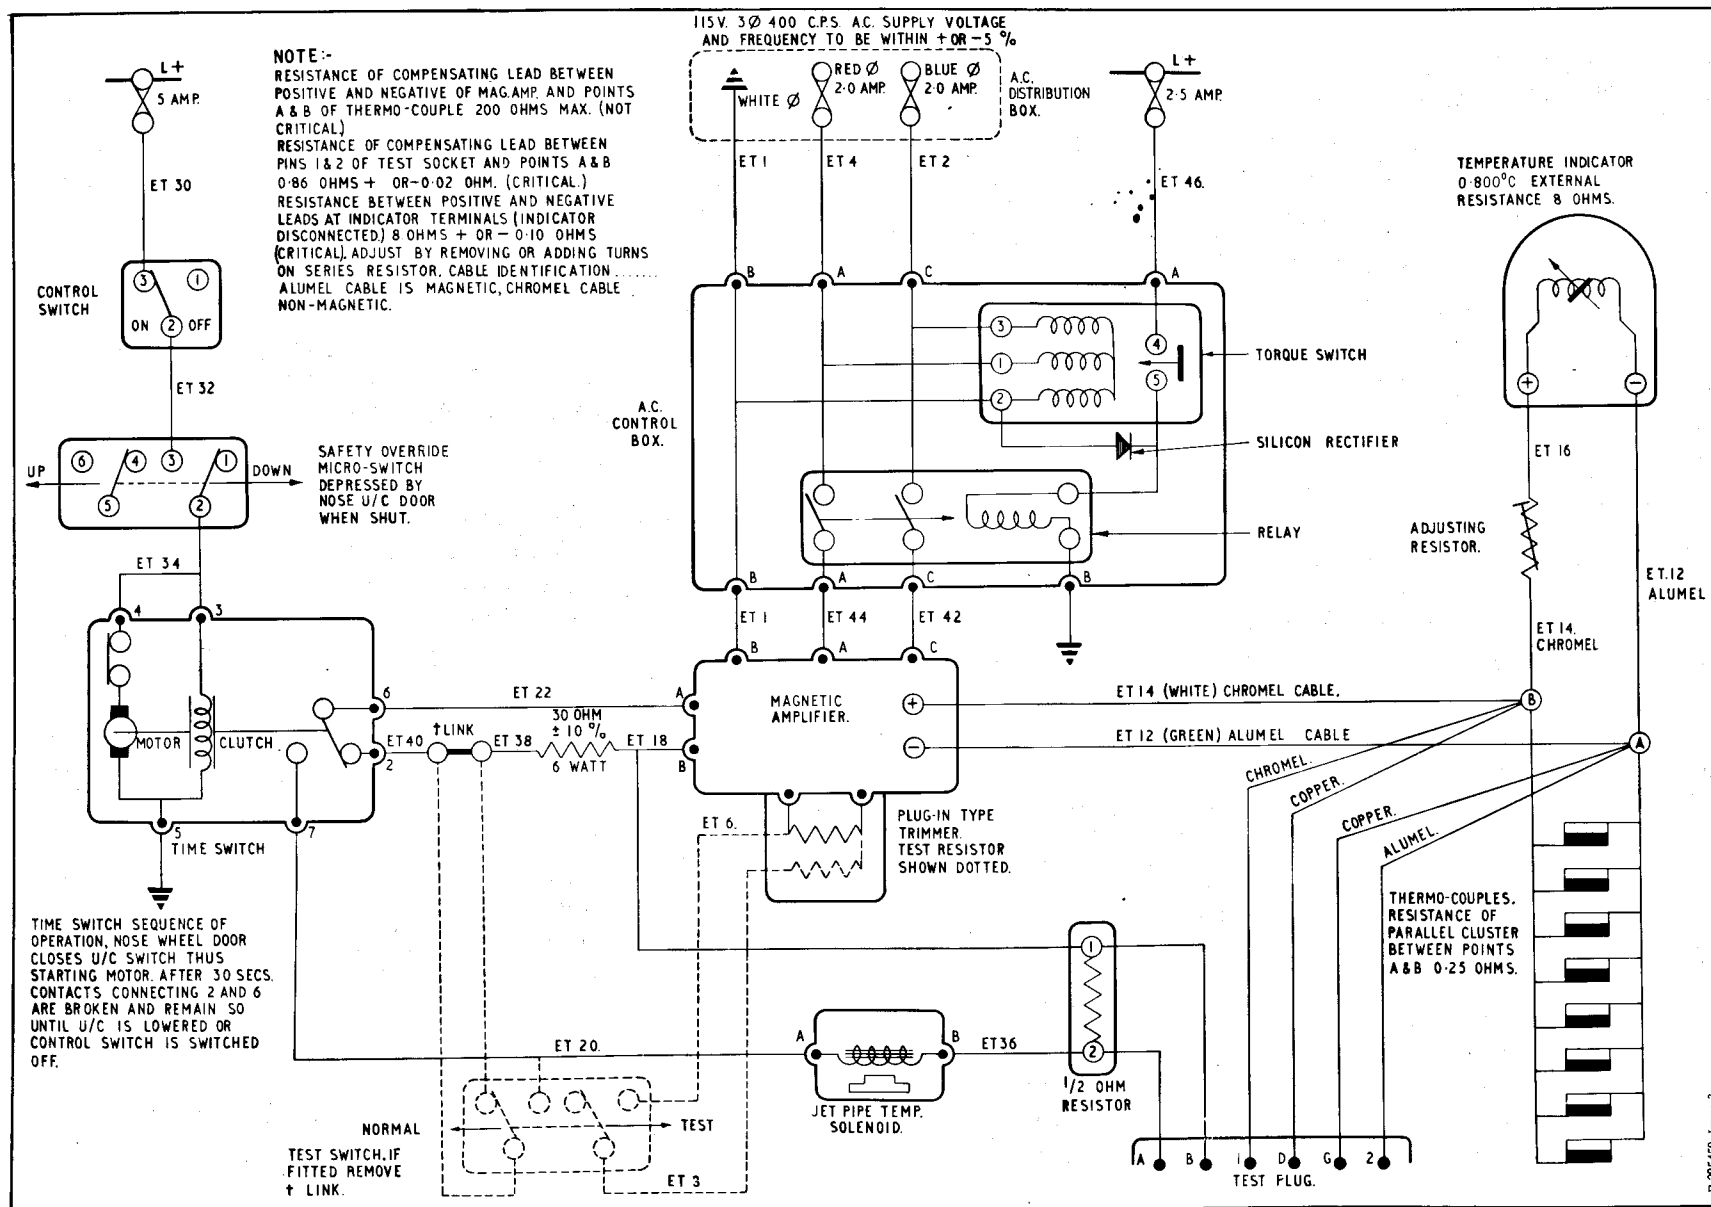 115V. 3Ø 400 C.P.S. A.C. SUPPLY VOLTAGE
AND FREQUENCY TO BE WITHIN + OR - 5 %
L+
5 AMP.
NOTE:-
RESISTANCE OF COMPENSATING LEAD BETWEEN
POSITIVE AND NEGATIVE OF MAG.AMP. AND POINTS
A & B OF THERMO-COUPLE 200 OHMS MAX. (NOT
CRITICAL)
RESISTANCE OF COMPENSATING LEAD BETWEEN
PINS 1 & 2 OF TEST SOCKET AND POINTS A & B
0·86 OHMS + OR-0·02 OHM. (CRITICAL.)
RESISTANCE BETWEEN POSITIVE AND NEGATIVE
LEADS AT INDICATOR TERMINALS (INDICATOR
DISCONNECTED.) 8 OHMS + OR - 0·10 OHMS
(CRITICAL). ADJUST BY REMOVING OR ADDING TURNS
ON SERIES RESISTOR. CABLE IDENTIFICATION.......
ALUMEL CABLE IS MAGNETIC, CHROMEL CABLE
NON-MAGNETIC.
WHITE Ø
RED Ø
2·0 AMP.
BLUE Ø
2·0 AMP.
A.C.
DISTRIBUTION
BOX.
L+
2·5 AMP.
ET 30
ET 1
ET 4
ET 2
ET 46.
TEMPERATURE INDICATOR
0·800°C EXTERNAL
RESISTANCE 8 OHMS.
CONTROL
SWITCH
3
1
ON
2
OFF
B
A
C
A
3
1
2
4
5
TORQUE SWITCH
+
−
ET 32
A.C.
CONTROL
BOX.
SILICON RECTIFIER
UP
6
4
3
1
5
2
DOWN
SAFETY OVERRIDE
MICRO-SWITCH
DEPRESSED BY
NOSE U/C DOOR
WHEN SHUT.
RELAY
ET 16
ADJUSTING
RESISTOR.
ET.12
ALUMEL
ET 34
B
A
C
B
ET 1
ET 44
ET 42
ET 14.
CHROMEL
4
3
6
2
5
7
MOTOR
CLUTCH
TIME SWITCH
ET 22
ET40
† LINK
ET 38
30 OHM
± 10 %
6 WATT
ET 18
B
A
C
A
B
MAGNETIC
AMPLIFIER.
+
−
ET 14 (WHITE) CHROMEL CABLE.
ET 12 (GREEN) ALUMEL CABLE
B
A
CHROMEL.
COPPER.
COPPER.
ALUMEL.
ET 6.
PLUG-IN TYPE
TRIMMER.
TEST RESISTOR
SHOWN DOTTED.
THERMO-COUPLES.
RESISTANCE OF
PARALLEL CLUSTER
BETWEEN POINTS
A & B 0·25 OHMS.
TIME SWITCH SEQUENCE OF
OPERATION, NOSE WHEEL DOOR
CLOSES U/C SWITCH THUS
STARTING MOTOR. AFTER 30 SECS.
CONTACTS CONNECTING 2 AND 6
ARE BROKEN AND REMAIN SO
UNTIL U/C IS LOWERED OR
CONTROL SWITCH IS SWITCHED
OFF.
ET 20.
A
B
ET36
JET PIPE TEMP.
SOLENOID.
1
2
1/2 OHM
RESISTOR
NORMAL
TEST
TEST SWITCH. IF
FITTED REMOVE
† LINK.
ET 3
A
B
1
D
G
2
TEST PLUG.